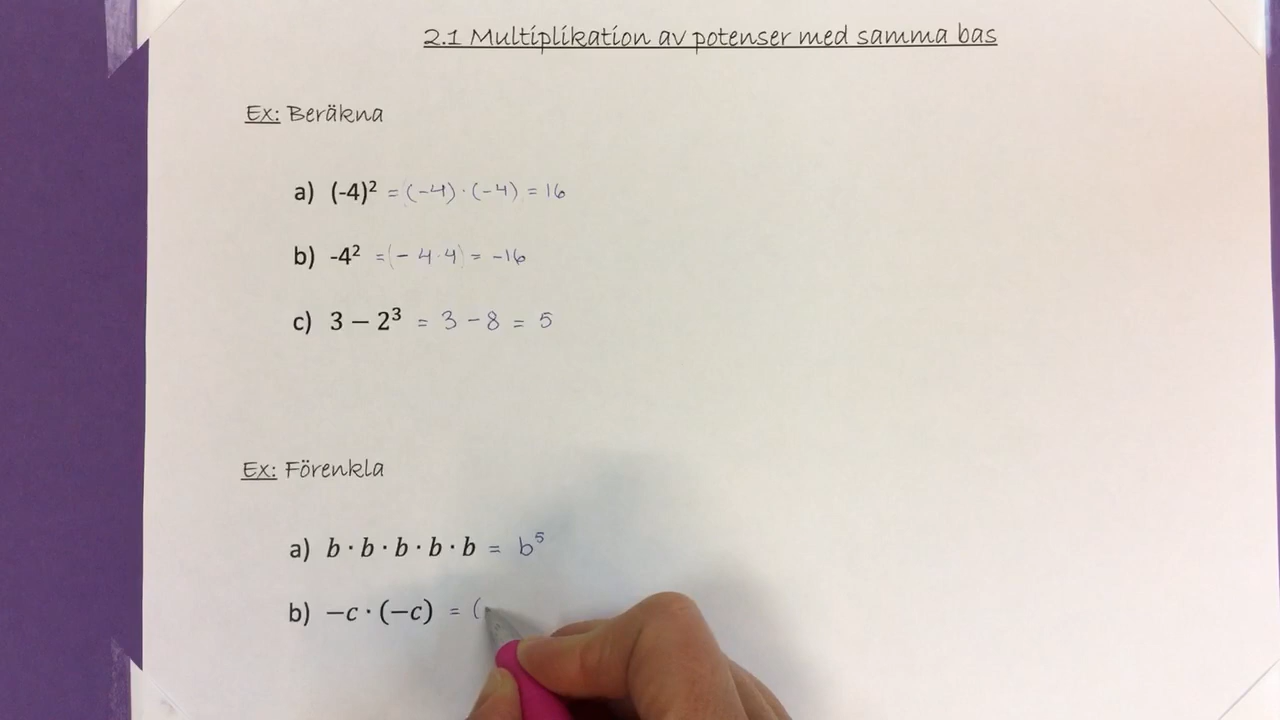 2.1 Multiplikation av potenser med samma bas
Ex: Beräkna
a) (-4)² = (-4) · (-4) = 16
b) -4² = (- 4·4) = -16
c) 3 − 2³ = 3 - 8 = 5
Ex: Förenkla
a) b · b · b · b · b = b⁵
b) −c · (−c) = (